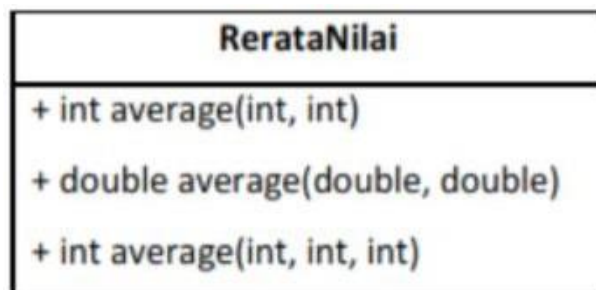 RerataNilai
+ int average(int, int)
+ double average(double, double)
+ int average(int, int, int)